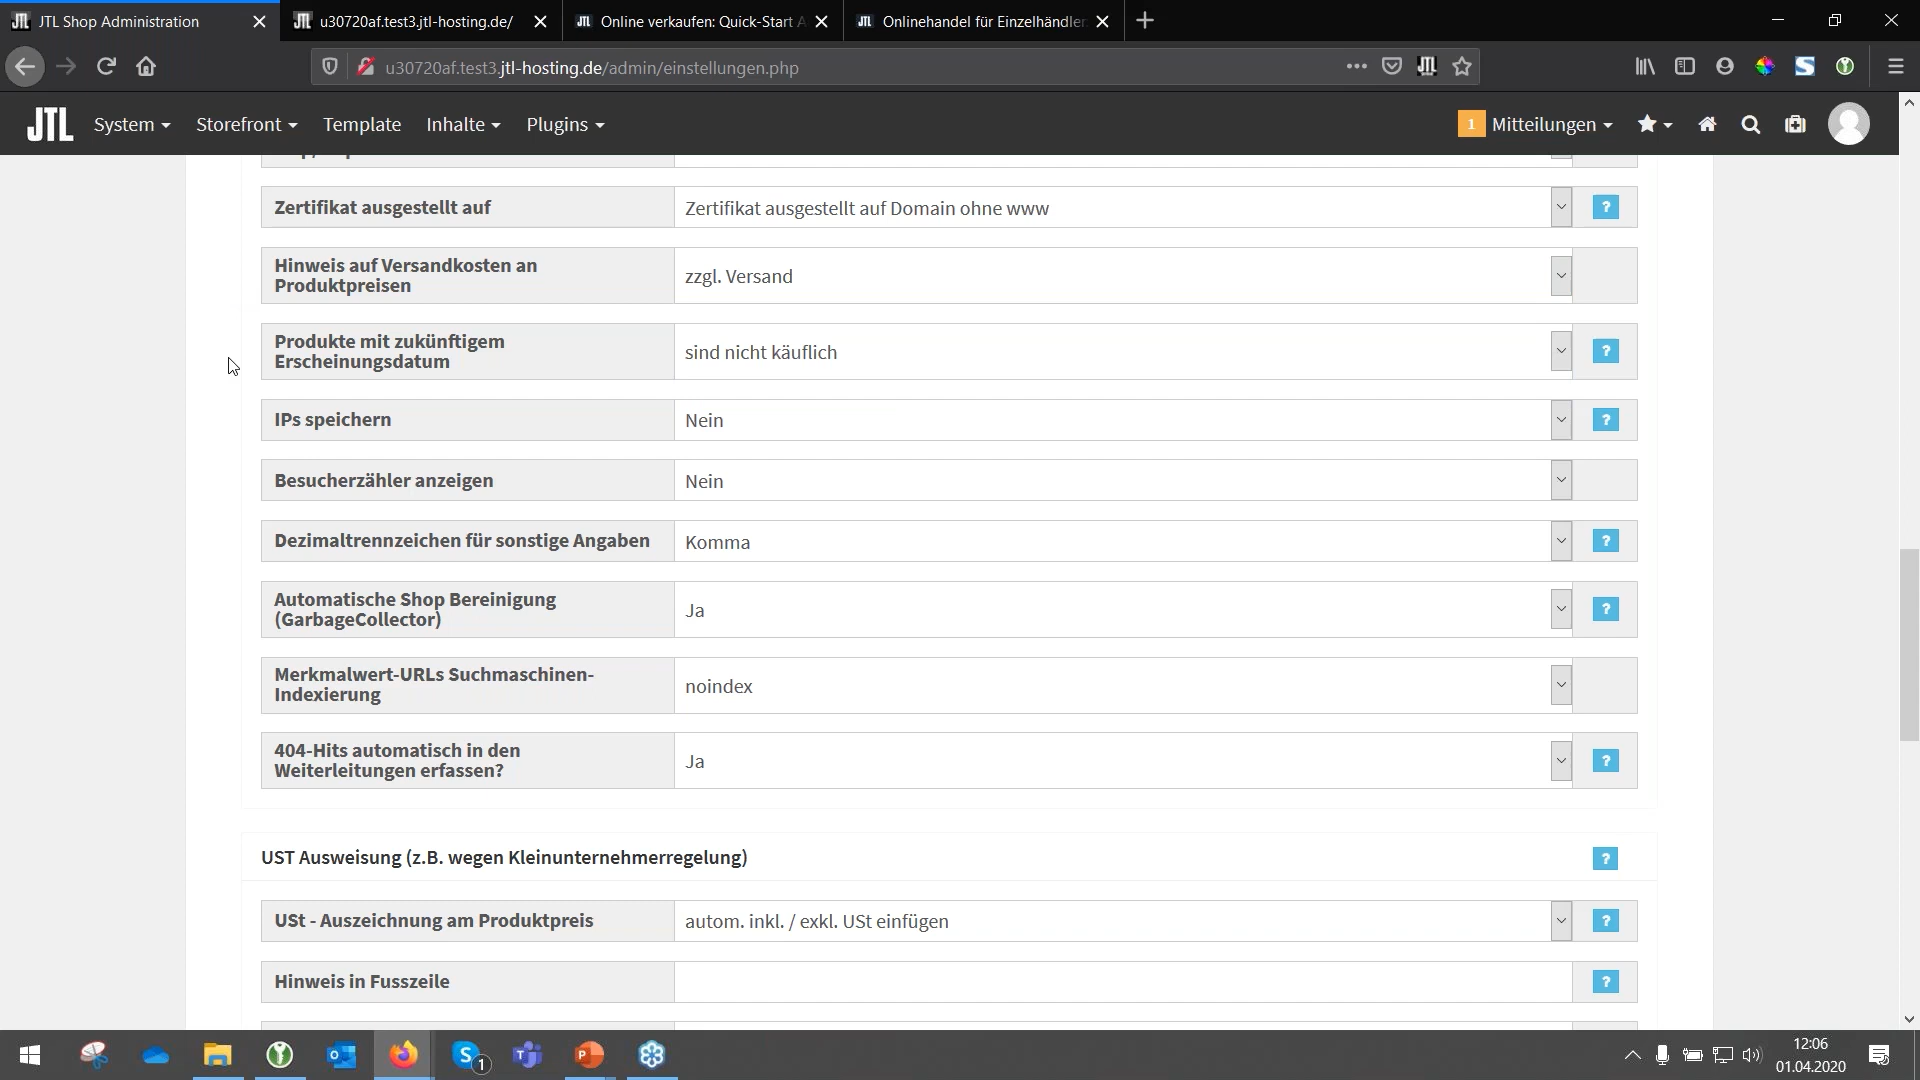 JTL Shop Administration
u30720af.test3.jtl-hosting.de/
Online verkaufen: Quick-Start A
Onlinehandel für Einzelhändler:
u30720af.test3.jtl-hosting.de/admin/einstellungen.php
JTL System Storefront Template Inhalte Plugins 1 Mitteilungen
Zertifikat ausgestellt auf
Zertifikat ausgestellt auf Domain ohne www
?
Hinweis auf Versandkosten an
Produktpreisen
zzgl. Versand
Produkte mit zukünftigem
Erscheinungsdatum
sind nicht käuflich
?
IPs speichern
Nein
?
Besucherzähler anzeigen
Nein
Dezimaltrennzeichen für sonstige Angaben
Komma
?
Automatische Shop Bereinigung
(GarbageCollector)
Ja
?
Merkmalwert-URLs Suchmaschinen-
Indexierung
noindex
404-Hits automatisch in den
Weiterleitungen erfassen?
Ja
?
UST Ausweisung (z.B. wegen Kleinunternehmerregelung)
?
USt - Auszeichnung am Produktpreis
autom. inkl. / exkl. USt einfügen
?
Hinweis in Fusszeile
?
12:06
01.04.2020